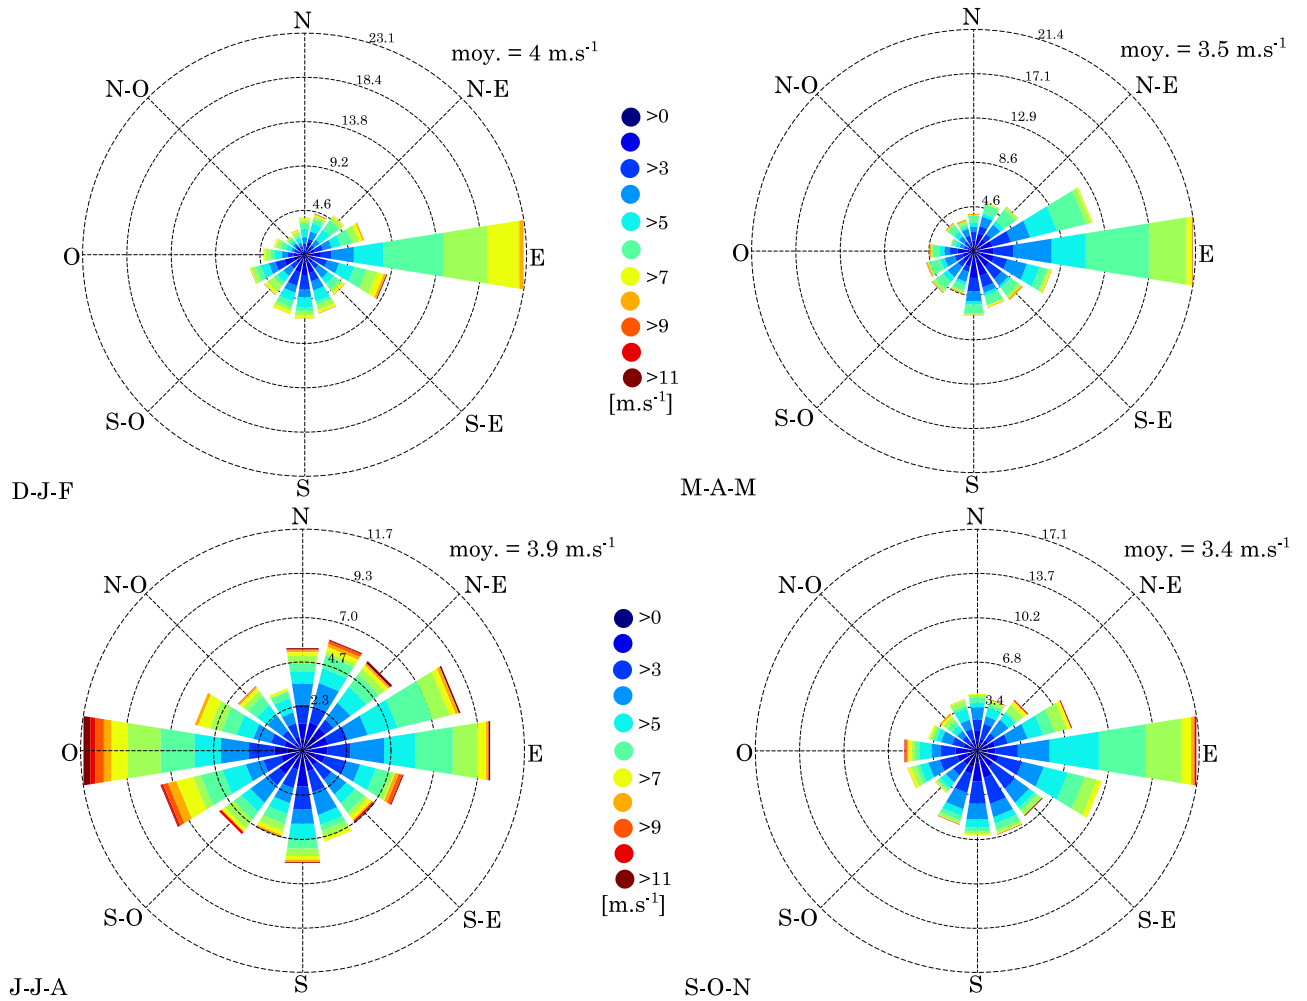 N
23.1
moy. = 4 m.s⁻¹
18.4
N-O
N-E
13.8
9.2
4.6
O
E
S-O
S-E
S
D-J-F
>0
>3
>5
>7
>9
>11
[m.s⁻¹]
N
21.4
moy. = 3.5 m.s⁻¹
17.1
N-O
N-E
12.9
8.6
4.6
O
E
S-O
S-E
S
M-A-M
N
11.7
moy. = 3.9 m.s⁻¹
9.3
N-O
N-E
7.0
4.7
2.3
O
E
S-O
S-E
S
J-J-A
>0
>3
>5
>7
>9
>11
[m.s⁻¹]
N
17.1
moy. = 3.4 m.s⁻¹
13.7
N-O
N-E
10.2
6.8
3.4
O
E
S-O
S-E
S
S-O-N